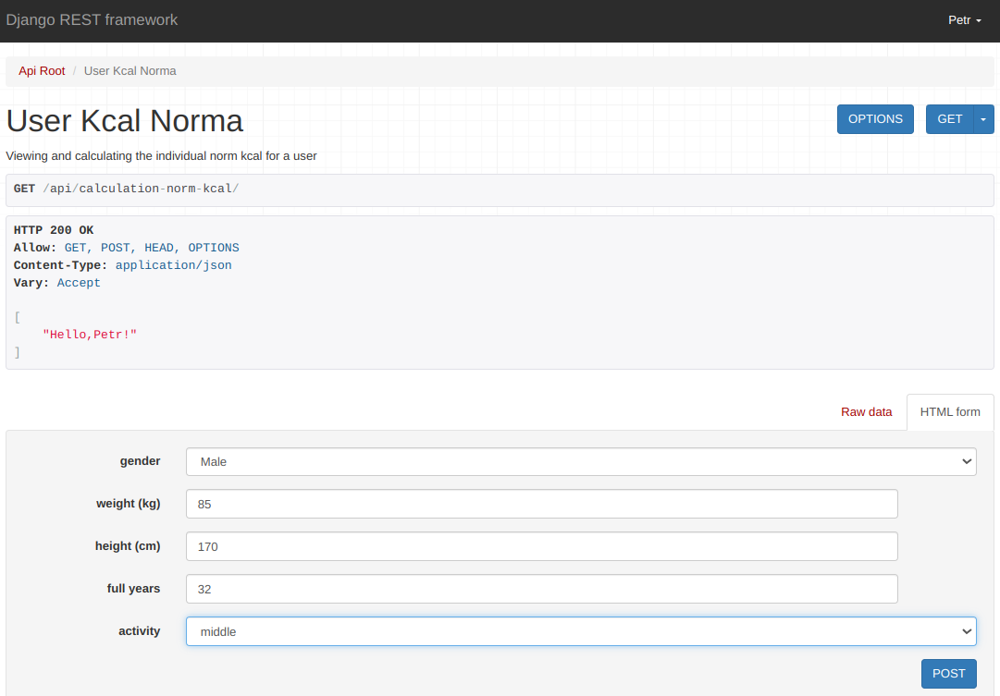 Django REST framework
Petr
Api Root / User Kcal Norma
User Kcal Norma
OPTIONS
GET
Viewing and calculating the individual norm kcal for a user
GET /api/calculation-norm-kcal/
HTTP 200 OK
Allow: GET, POST, HEAD, OPTIONS
Content-Type: application/json
Vary: Accept
[
"Hello,Petr!"
]
Raw data
HTML form
gender
Male
weight (kg)
85
height (cm)
170
full years
32
activity
middle
POST